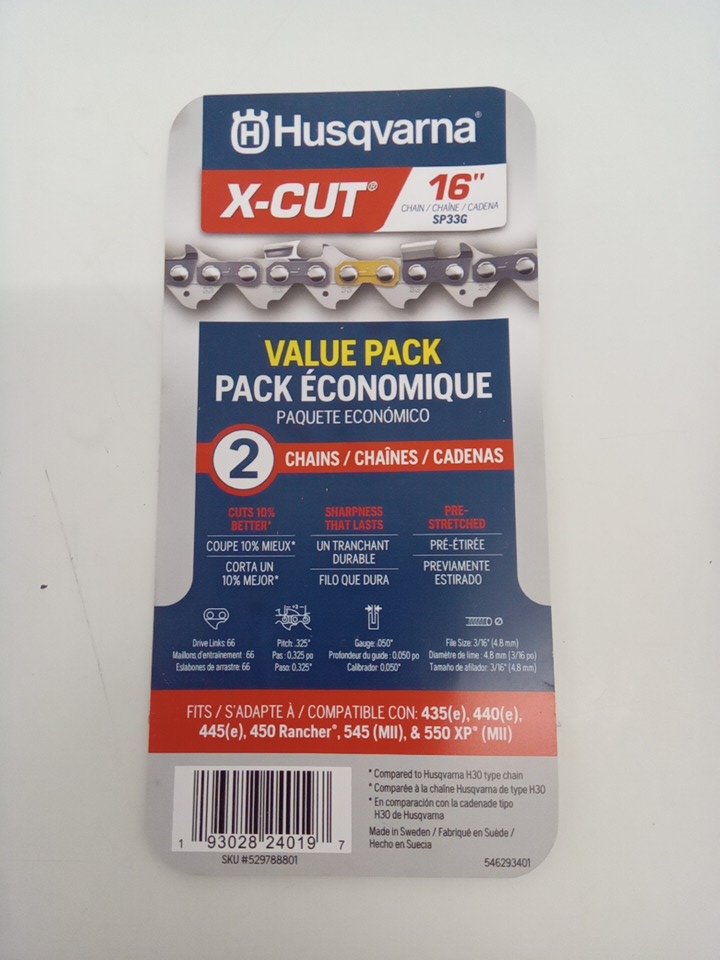 Husqvarna®
X-CUT®
16"
CHAIN / CHAÎNE / CADENA
SP33G
VALUE PACK
PACK ÉCONOMIQUE
PAQUETE ECONÓMICO
2 CHAINS / CHAÎNES / CADENAS
CUTS 10%
BETTER*
COUPE 10% MIEUX*
CORTA UN
10% MEJOR*
SHARPNESS
THAT LASTS
UN TRANCHANT
DURABLE
FILO QUE DURA
PRE-
STRETCHED
PRÉ-ÉTIRÉE
PREVIAMENTE
ESTIRADO
Drive Links: 66
Maillons d'entrainement : 66
Eslabones de arrastre: 66
Pitch: .325"
Pas : 0,325 po
Paso: 0,325"
Gauge: .050"
Profondeur du guide : 0,050 po
Calibrador 0,050"
File Size: 3/16" (4.8 mm)
Diamètre de lime : 4.8 mm (3/16 po)
Tamaño de afilador: 3/16" (4.8 mm)
FITS / S'ADAPTE À / COMPATIBLE CON: 435(e), 440(e),
445(e), 450 Rancher®, 545 (MII), & 550 XP® (MII)
1 93028 24019 7
SKU #529788801
* Compared to Husqvarna H30 type chain
* Comparée à la chaîne Husqvarna de type H30
* En comparación con la cadenade tipo
H30 de Husqvarna
Made in Sweden / Fabriqué en Suède /
Hecho en Suecia
546293401